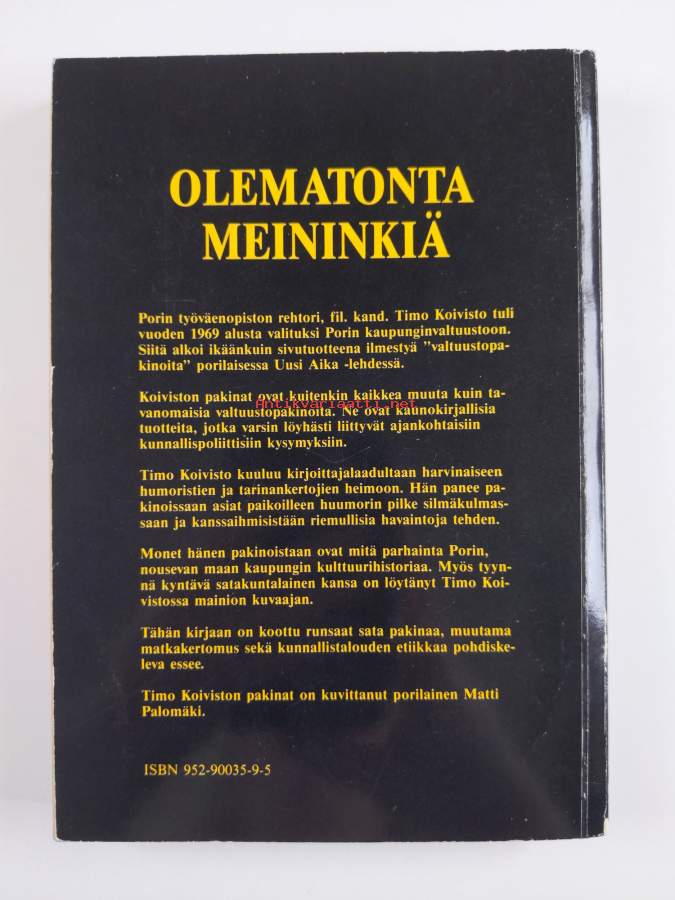 OLEMATONTA
MEININKIÄ
Porin työväenopiston rehtori, fil. kand. Timo Koivisto tuli
vuoden 1969 alusta valituksi Porin kaupunginvaltuustoon.
Siitä alkoi ikäänkuin sivutuotteena ilmestyä "valtuustopa-
kinoita" porilaisessa Uusi Aika -lehdessä.
Koiviston pakinat ovat kuitenkin kaikkea muuta kuin ta-
Antikvariaatti.net
vanomaisia valtuustopakinoita. Ne ovat kaunokirjallisia
tuotteita, jotka varsin löyhästi liittyvät ajankohtaisiin
kunnallispoliittisiin kysymyksiin.
Timo Koivisto kuuluu kirjoittajalaadultaan harvinaiseen
humoristien ja tarinankertojien heimoon. Hän panee pa-
kinoissaan asiat paikoilleen huumorin pilke silmäkulmas-
saan ja kanssaihmisistään riemullisia havaintoja tehden.
Monet hänen pakinoistaan ovat mitä parhainta Porin,
nousevan maan kaupungin kulttuurihistoriaa. Myös tyyn-
nä kyntävä satakuntalainen kansa on löytänyt Timo Koi-
vistossa mainion kuvaajan.
Tähän kirjaan on koottu runsaat sata pakinaa, muutama
matkakertomus sekä kunnallistalouden etiikkaa pohdiske-
leva essee.
Timo Koiviston pakinat on kuvittanut porilainen Matti
Palomäki.
ISBN 952-90035-9-5